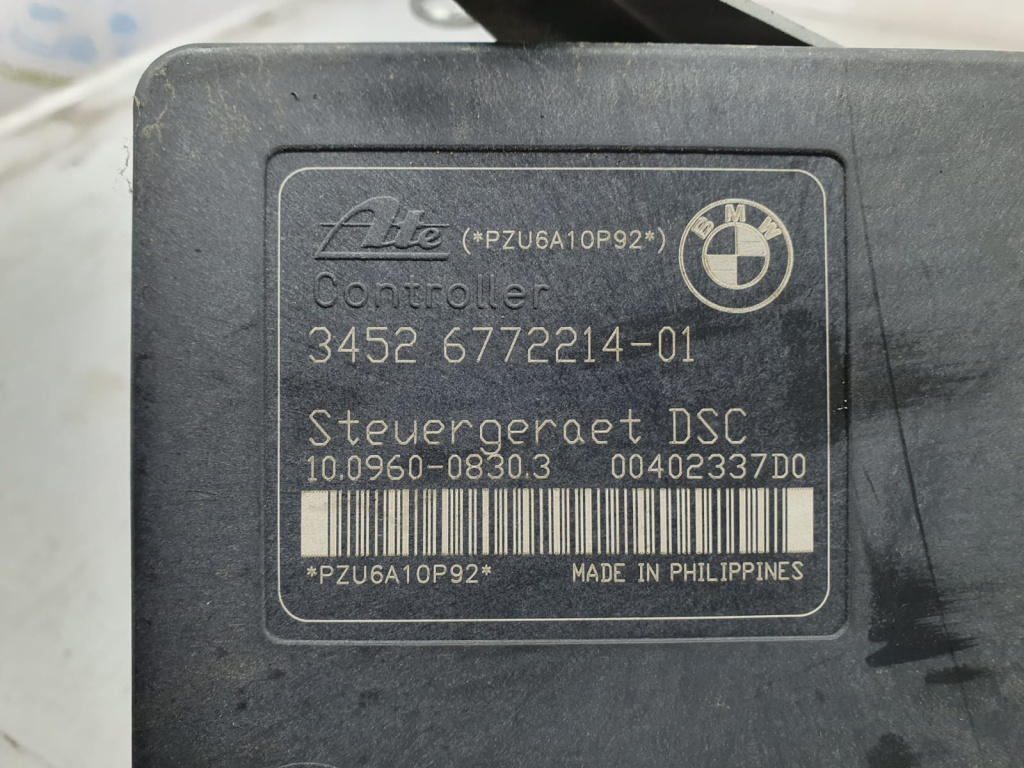 Ate (*PZU6A10P92*) BMW
Controller
3452 6772214-01
Steuergeraet DSC
10.0960-0830.3 00402337D0
*PZU6A10P92* MADE IN PHILIPPINES